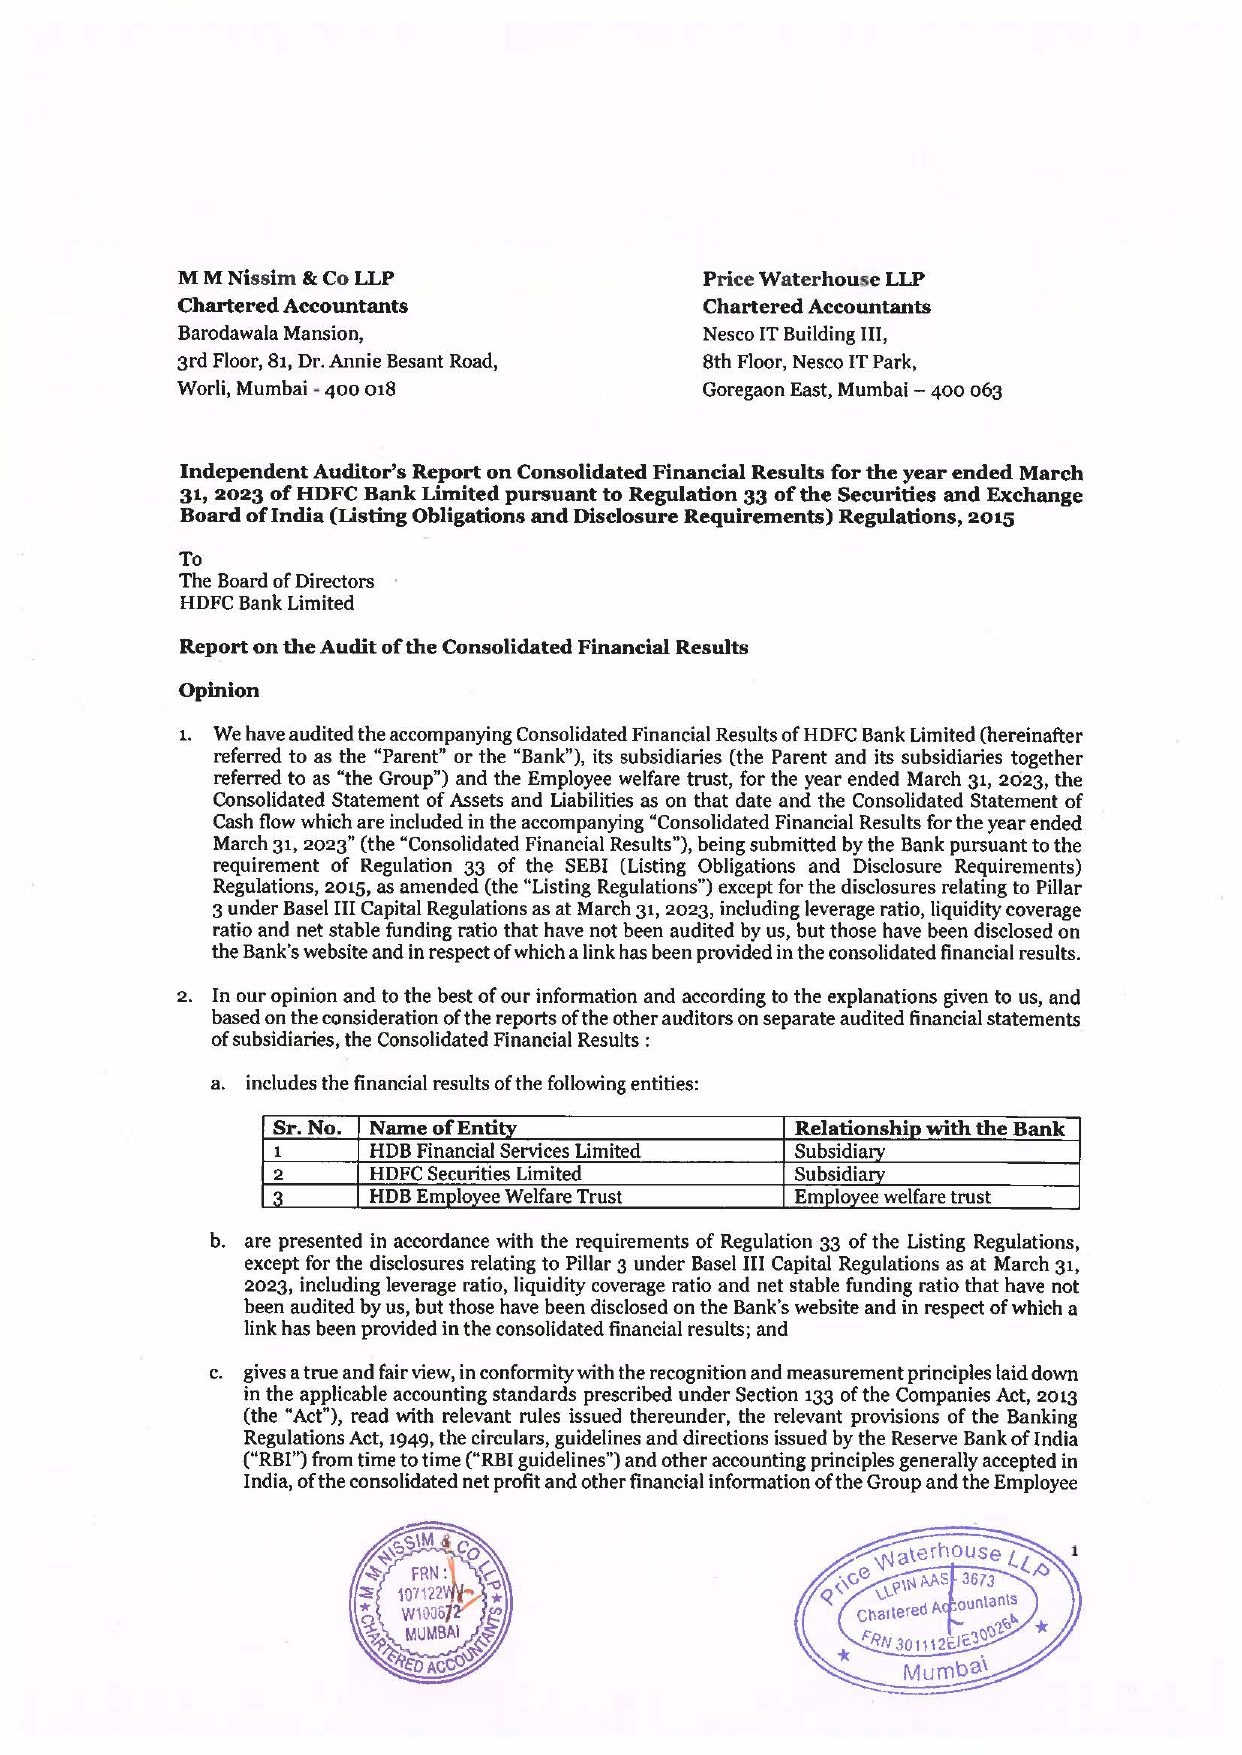 M M Nissim & Co LLP
Chartered Accountants
Barodawala Mansion,
3rd Floor, 81, Dr. Annie Besant Road,
Worli, Mumbai - 400 018
Price Waterhouse LLP
Chartered Accountants
Nesco IT Building III,
8th Floor, Nesco IT Park,
Goregaon East, Mumbai – 400 063
Independent Auditor's Report on Consolidated Financial Results for the year ended March
31, 2023 of HDFC Bank Limited pursuant to Regulation 33 of the Securities and Exchange
Board of India (Listing Obligations and Disclosure Requirements) Regulations, 2015
To
The Board of Directors
HDFC Bank Limited
Report on the Audit of the Consolidated Financial Results
Opinion
1. We have audited the accompanying Consolidated Financial Results of HDFC Bank Limited (hereinafter
referred to as the "Parent" or the "Bank"), its subsidiaries (the Parent and its subsidiaries together
referred to as "the Group") and the Employee welfare trust, for the year ended March 31, 2023, the
Consolidated Statement of Assets and Liabilities as on that date and the Consolidated Statement of
Cash flow which are included in the accompanying "Consolidated Financial Results for the year ended
March 31, 2023" (the "Consolidated Financial Results"), being submitted by the Bank pursuant to the
requirement of Regulation 33 of the SEBI (Listing Obligations and Disclosure Requirements)
Regulations, 2015, as amended (the "Listing Regulations") except for the disclosures relating to Pillar
3 under Basel III Capital Regulations as at March 31, 2023, including leverage ratio, liquidity coverage
ratio and net stable funding ratio that have not been audited by us, but those have been disclosed on
the Bank's website and in respect of which a link has been provided in the consolidated financial results.
2. In our opinion and to the best of our information and according to the explanations given to us, and
based on the consideration of the reports of the other auditors on separate audited financial statements
of subsidiaries, the Consolidated Financial Results :
a. includes the financial results of the following entities:
Sr. No. Name of Entity Relationship with the Bank
1 HDB Financial Services Limited Subsidiary
2 HDFC Securities Limited Subsidiary
3 HDB Employee Welfare Trust Employee welfare trust
b. are presented in accordance with the requirements of Regulation 33 of the Listing Regulations,
except for the disclosures relating to Pillar 3 under Basel III Capital Regulations as at March 31,
2023, including leverage ratio, liquidity coverage ratio and net stable funding ratio that have not
been audited by us, but those have been disclosed on the Bank's website and in respect of which a
link has been provided in the consolidated financial results; and
c. gives a true and fair view, in conformity with the recognition and measurement principles laid down
in the applicable accounting standards prescribed under Section 133 of the Companies Act, 2013
(the "Act"), read with relevant rules issued thereunder, the relevant provisions of the Banking
Regulations Act, 1949, the circulars, guidelines and directions issued by the Reserve Bank of India
("RBI") from time to time ("RBI guidelines") and other accounting principles generally accepted in
India, of the consolidated net profit and other financial information of the Group and the Employee
M M NISSIM & CO LLP
FRN :
107122W/
W100672
MUMBAI
CHARTERED ACCOUNTANTS
Price Waterhouse LLP
LLPIN AAS 3673
Chartered Accountants
FRN 301112E/E300264
Mumbai
1